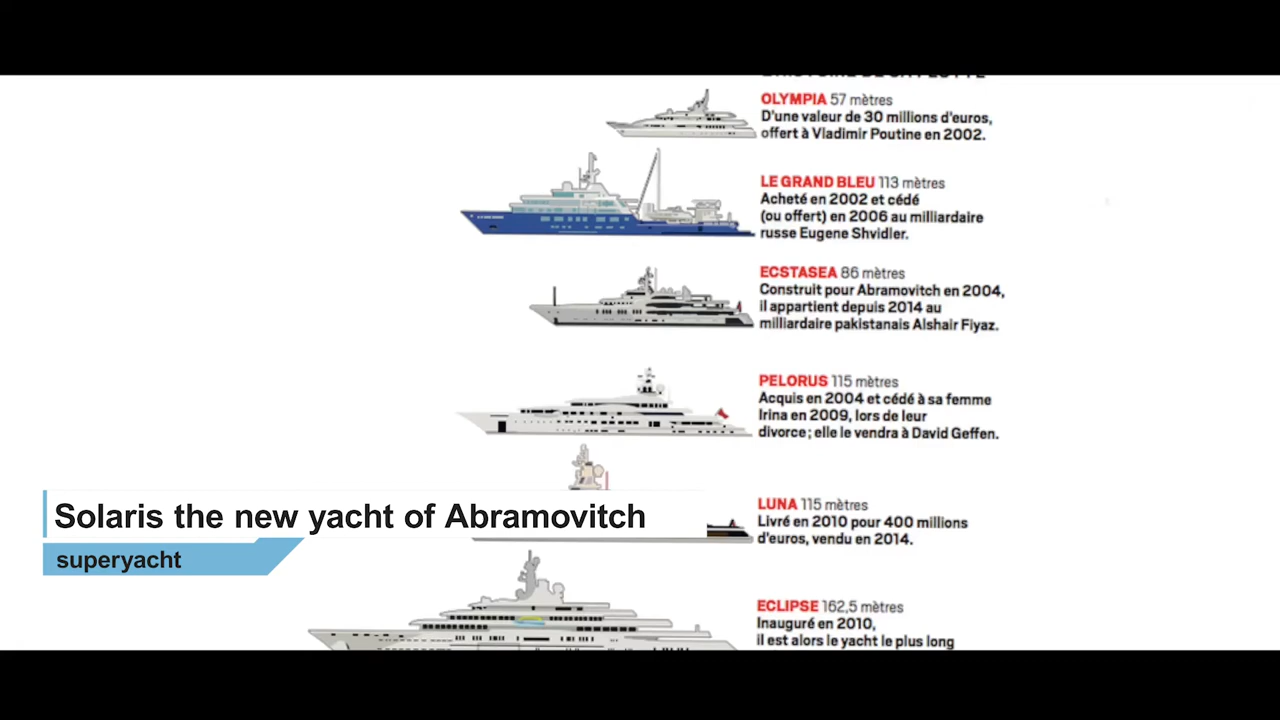 OLYMPIA 57 mètres
D'une valeur de 30 millions d'euros,
offert à Vladimir Poutine en 2002.
LE GRAND BLEU 113 mètres
Acheté en 2002 et cédé
(ou offert) en 2006 au milliardaire
russe Eugene Shvidler.
ECSTASEA 86 mètres
Construit pour Abramovitch en 2004,
il appartient depuis 2014 au
milliardaire pakistanais Alshair Fiyaz.
PELORUS 115 mètres
Acquis en 2004 et cédé à sa femme
Irina en 2009, lors de leur
divorce ; elle le vendra à David Geffen.
LUNA 115 mètres
Livré en 2010 pour 400 millions
d'euros, vendu en 2014.
Solaris the new yacht of Abramovitch
superyacht
ECLIPSE 162,5 mètres
Inauguré en 2010,
il est alors le yacht le plus long